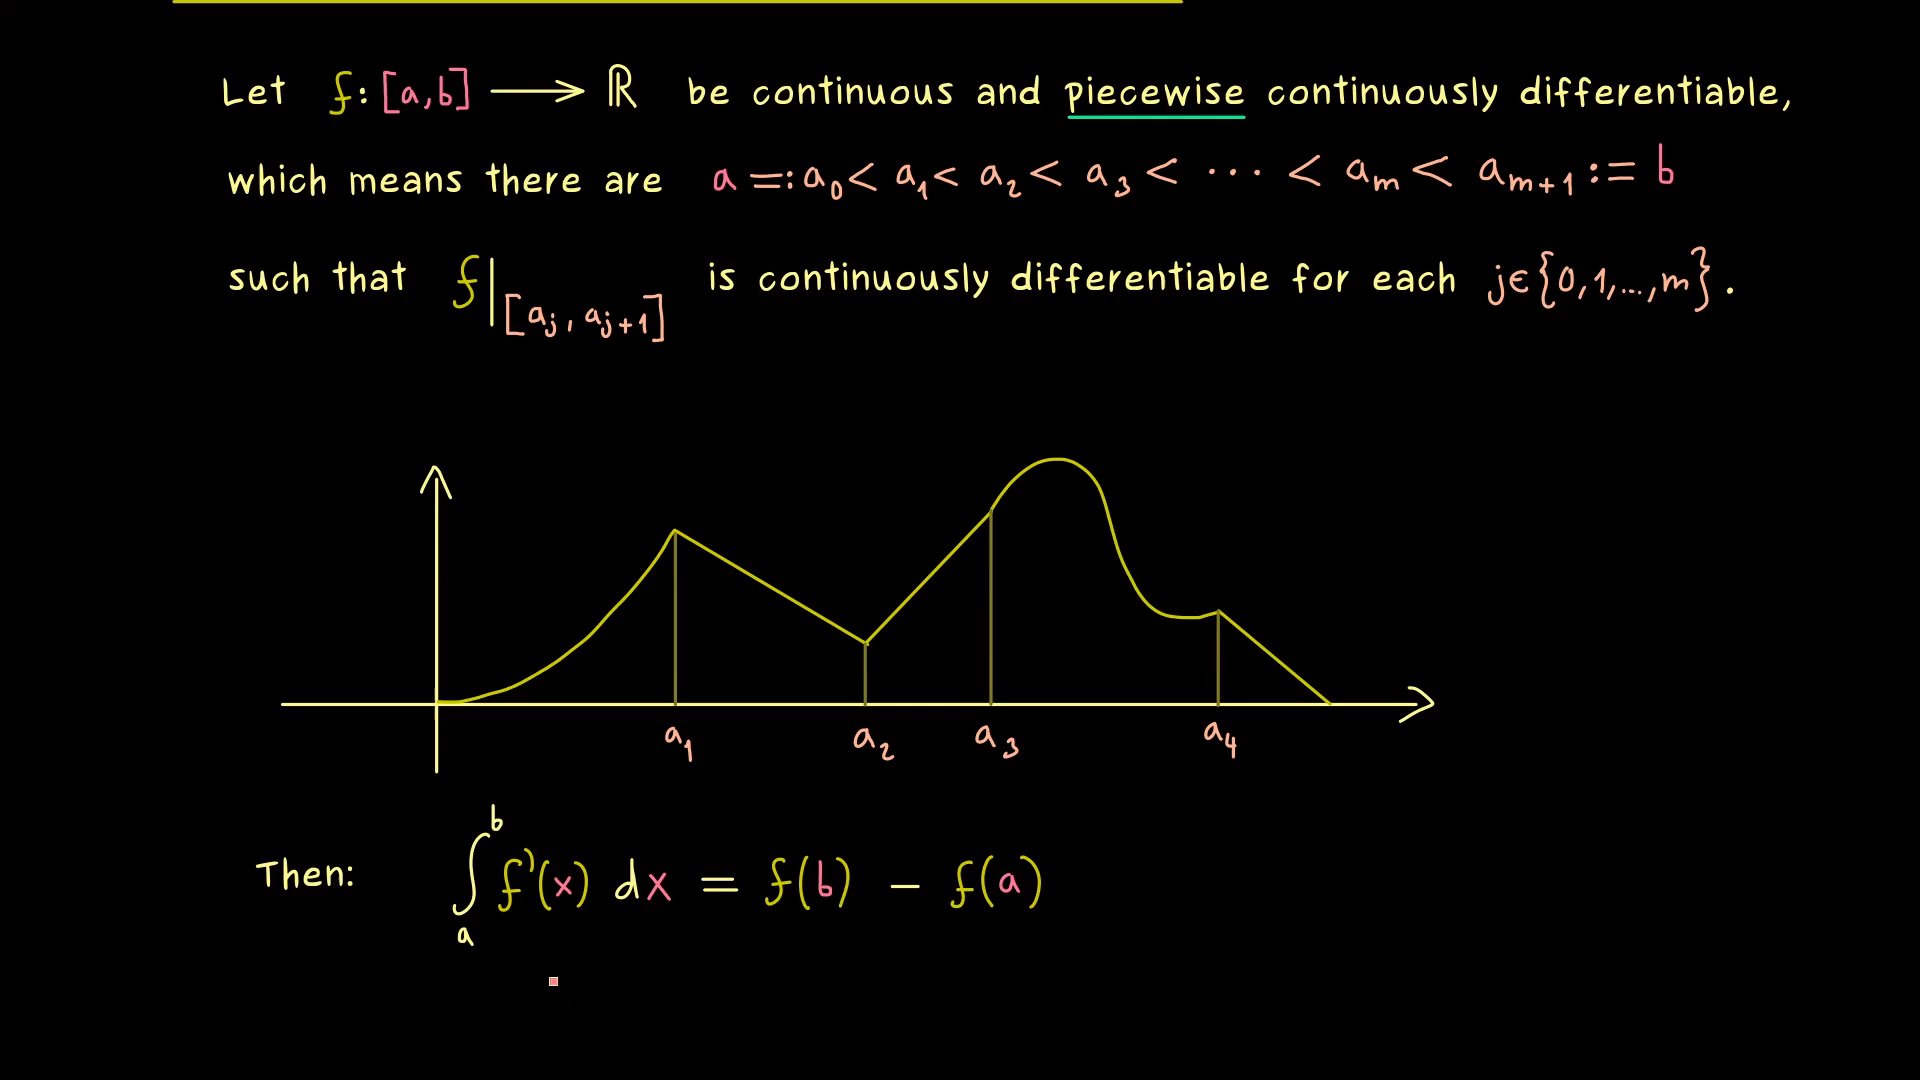 Let f: [a,b] ⟶ ℝ be continuous and piecewise continuously differentiable,
which means there are a =: a₀ < a₁ < a₂ < a₃ < ⋯ < aₘ < aₘ₊₁ := b
such that f|[aⱼ, aⱼ₊₁] is continuously differentiable for each j∈{0,1,...,m}.
a₁ a₂ a₃ a₄
Then: ∫ₐᵇ f'(x) dx = f(b) − f(a)